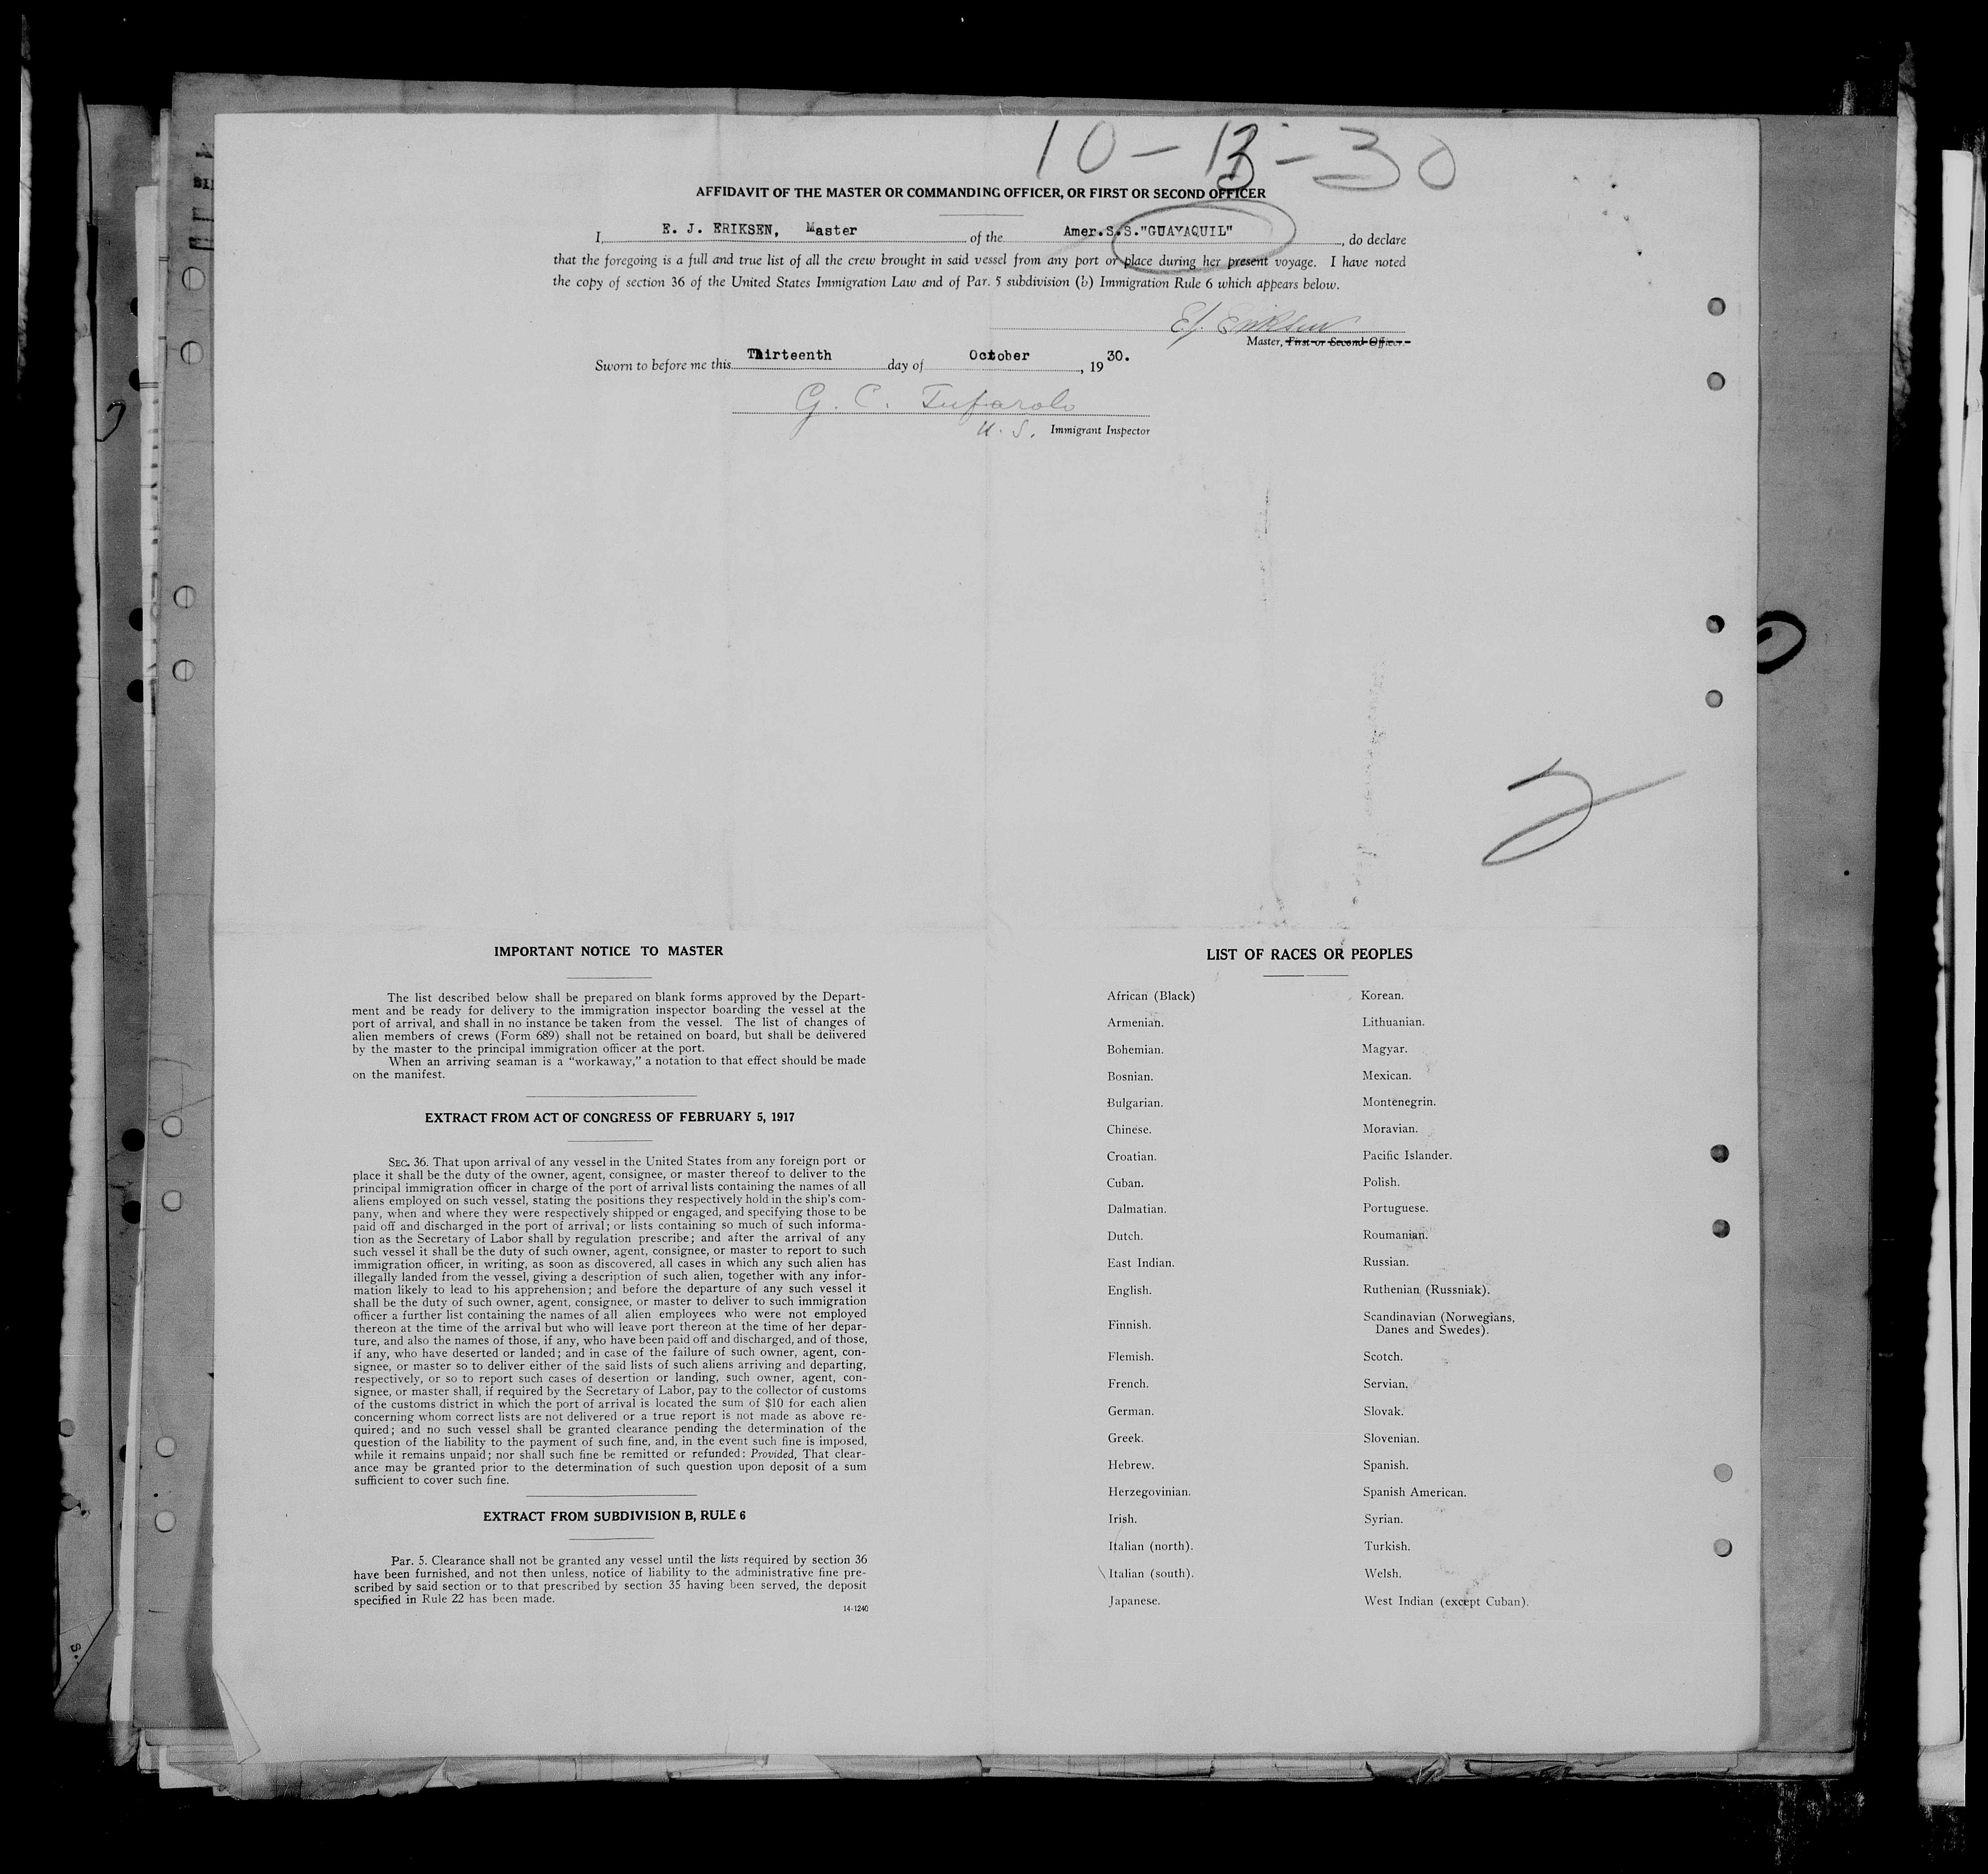 10-13-30
AFFIDAVIT OF THE MASTER OR COMMANDING OFFICER, OR FIRST OR SECOND OFFICER
I, E. J. ERIKSEN, Master of the Amer.S.S."GUAYAQUIL", do declare
that the foregoing is a full and true list of all the crew brought in said vessel from any port or place during her present voyage. I have noted
the copy of section 36 of the United States Immigration Law and of Par. 5 subdivision (b) Immigration Rule 6 which appears below.
E.J. Eriksen
Master, First or Second Officer.
Sworn to before me this Thirteenth day of October, 1930.
G. C. Tufarolo
U. S. Immigrant Inspector
2
IMPORTANT NOTICE TO MASTER
The list described below shall be prepared on blank forms approved by the Depart-
ment and be ready for delivery to the immigration inspector boarding the vessel at the
port of arrival, and shall in no instance be taken from the vessel. The list of changes of
alien members of crews (Form 689) shall not be retained on board, but shall be delivered
by the master to the principal immigration officer at the port.
When an arriving seaman is a "workaway," a notation to that effect should be made
on the manifest.
EXTRACT FROM ACT OF CONGRESS OF FEBRUARY 5, 1917
SEC. 36. That upon arrival of any vessel in the United States from any foreign port or
place it shall be the duty of the owner, agent, consignee, or master thereof to deliver to the
principal immigration officer in charge of the port of arrival lists containing the names of all
aliens employed on such vessel, stating the positions they respectively hold in the ship's com-
pany, when and where they were respectively shipped or engaged, and specifying those to be
paid off and discharged in the port of arrival; or lists containing so much of such informa-
tion as the Secretary of Labor shall by regulation prescribe; and after the arrival of any
such vessel it shall be the duty of such owner, agent, consignee, or master to report to such
immigration officer, in writing, as soon as discovered, all cases in which any such alien has
illegally landed from the vessel, giving a description of such alien, together with any infor-
mation likely to lead to his apprehension; and before the departure of any such vessel it
shall be the duty of such owner, agent, consignee, or master to deliver to such immigration
officer a further list containing the names of all alien employees who were not employed
thereon at the time of the arrival but who will leave port thereon at the time of her depar-
ture, and also the names of those, if any, who have been paid off and discharged, and of those,
if any, who have deserted or landed; and in case of the failure of such owner, agent, con-
signee, or master so to deliver either of the said lists of such aliens arriving and departing,
respectively, or so to report such cases of desertion or landing, such owner, agent, con-
signee, or master shall, if required by the Secretary of Labor, pay to the collector of customs
of the customs district in which the port of arrival is located the sum of $10 for each alien
concerning whom correct lists are not delivered or a true report is not made as above re-
quired; and no such vessel shall be granted clearance pending the determination of the
question of the liability to the payment of such fine, and, in the event such fine is imposed,
while it remains unpaid; nor shall such fine be remitted or refunded: Provided, That clear-
ance may be granted prior to the determination of such question upon deposit of a sum
sufficient to cover such fine.
EXTRACT FROM SUBDIVISION B, RULE 6
Par. 5. Clearance shall not be granted any vessel until the lists required by section 36
have been furnished, and not then unless, notice of liability to the administrative fine pre-
scribed by said section or to that prescribed by section 35 having been served, the deposit
specified in Rule 22 has been made.
14-1240
LIST OF RACES OR PEOPLES
African (Black)
Armenian.
Bohemian.
Bosnian.
Bulgarian.
Chinese.
Croatian.
Cuban.
Dalmatian.
Dutch.
East Indian.
English.
Finnish.
Flemish.
French.
German.
Greek.
Hebrew.
Herzegovinian.
Irish.
Italian (north).
Italian (south).
Japanese.
Korean.
Lithuanian.
Magyar.
Mexican.
Montenegrin.
Moravian.
Pacific Islander.
Polish.
Portuguese.
Roumanian.
Russian.
Ruthenian (Russniak).
Scandinavian (Norwegians,
Danes and Swedes).
Scotch.
Servian.
Slovak.
Slovenian.
Spanish.
Spanish American.
Syrian.
Turkish.
Welsh.
West Indian (except Cuban).